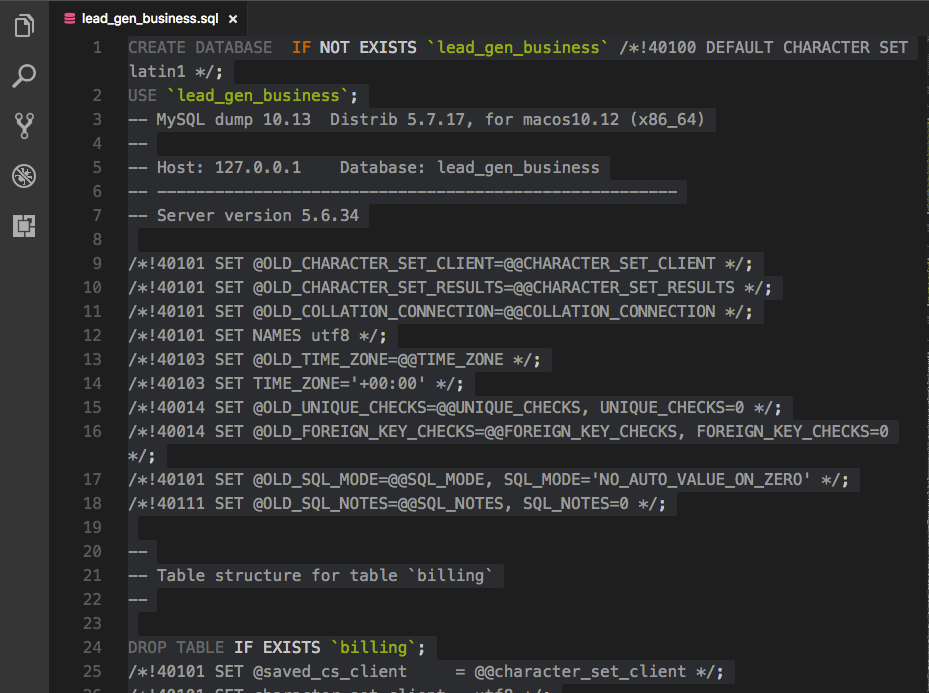 lead_gen_business.sql ×
1 CREATE DATABASE  IF NOT EXISTS `lead_gen_business` /*!40100 DEFAULT CHARACTER SET
latin1 */;
2 USE `lead_gen_business`;
3 -- MySQL dump 10.13  Distrib 5.7.17, for macos10.12 (x86_64)
4 --
5 -- Host: 127.0.0.1    Database: lead_gen_business
6 -- ------------------------------------------------------
7 -- Server version 5.6.34
8
9 /*!40101 SET @OLD_CHARACTER_SET_CLIENT=@@CHARACTER_SET_CLIENT */;
10 /*!40101 SET @OLD_CHARACTER_SET_RESULTS=@@CHARACTER_SET_RESULTS */;
11 /*!40101 SET @OLD_COLLATION_CONNECTION=@@COLLATION_CONNECTION */;
12 /*!40101 SET NAMES utf8 */;
13 /*!40103 SET @OLD_TIME_ZONE=@@TIME_ZONE */;
14 /*!40103 SET TIME_ZONE='+00:00' */;
15 /*!40014 SET @OLD_UNIQUE_CHECKS=@@UNIQUE_CHECKS, UNIQUE_CHECKS=0 */;
16 /*!40014 SET @OLD_FOREIGN_KEY_CHECKS=@@FOREIGN_KEY_CHECKS, FOREIGN_KEY_CHECKS=0
*/;
17 /*!40101 SET @OLD_SQL_MODE=@@SQL_MODE, SQL_MODE='NO_AUTO_VALUE_ON_ZERO' */;
18 /*!40111 SET @OLD_SQL_NOTES=@@SQL_NOTES, SQL_NOTES=0 */;
19
20 --
21 -- Table structure for table `billing`
22 --
23
24 DROP TABLE IF EXISTS `billing`;
25 /*!40101 SET @saved_cs_client     = @@character_set_client */;
26 /*!40101 SET character_set_client = utf8 */;